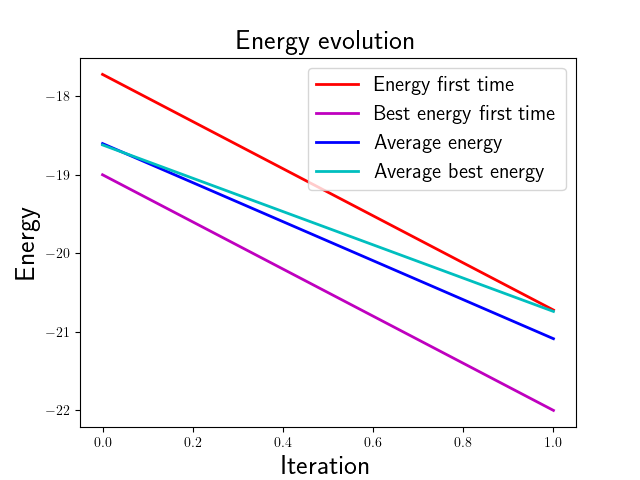 Energy evolution
Energy first time
Best energy first time
Average energy
Average best energy
Energy
−18
−19
−20
−21
−22
0.0 0.2 0.4 0.6 0.8 1.0
Iteration